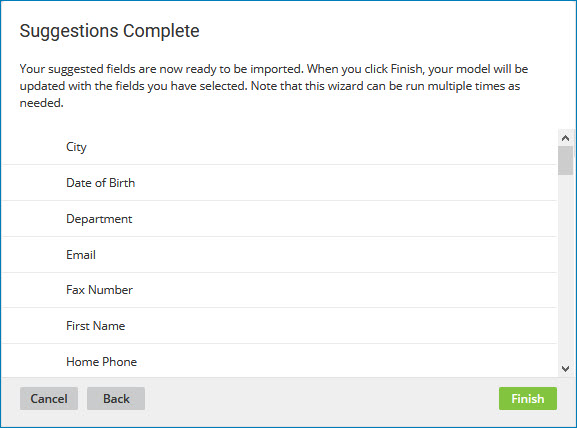 Suggestions Complete
Your suggested fields are now ready to be imported. When you click Finish, your model will be
updated with the fields you have selected. Note that this wizard can be run multiple times as
needed.
City
Date of Birth
Department
Email
Fax Number
First Name
Home Phone
Cancel Back Finish